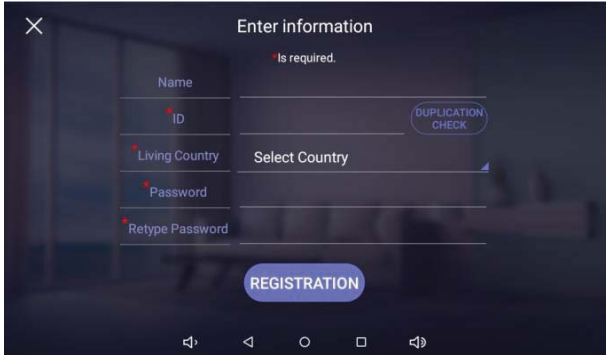 Enter information
*Is required.
Name
*ID
DUPLICATION
CHECK
*Living Country
Select Country
*Password
*Retype Password
REGISTRATION